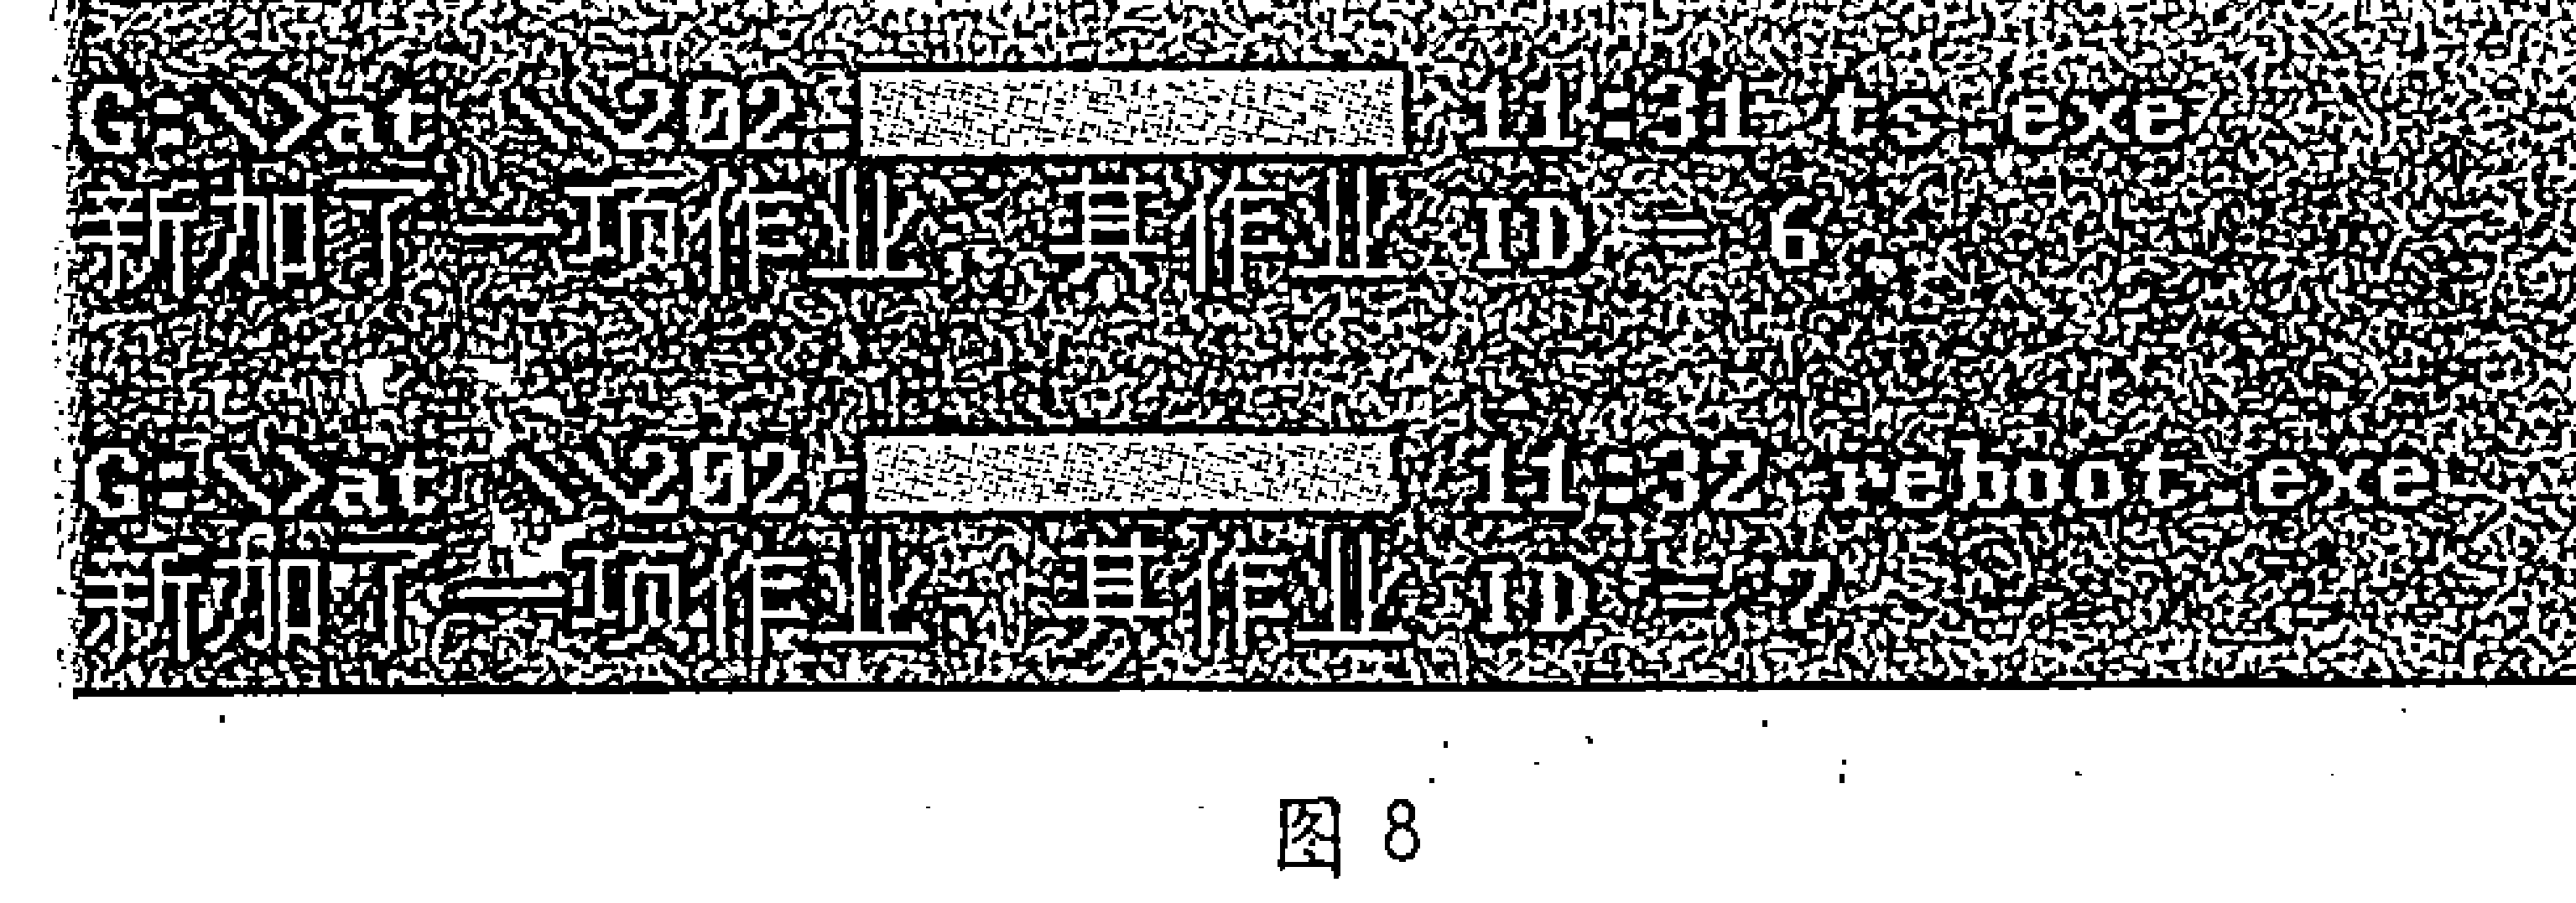 G:\>at \\202.
11:31 ts.exe
新加了一项作业,其作业 ID = 6
G:\>at \\202.
11:32 reboot.exe
新加了一项作业,其作业 ID = 7
图 8